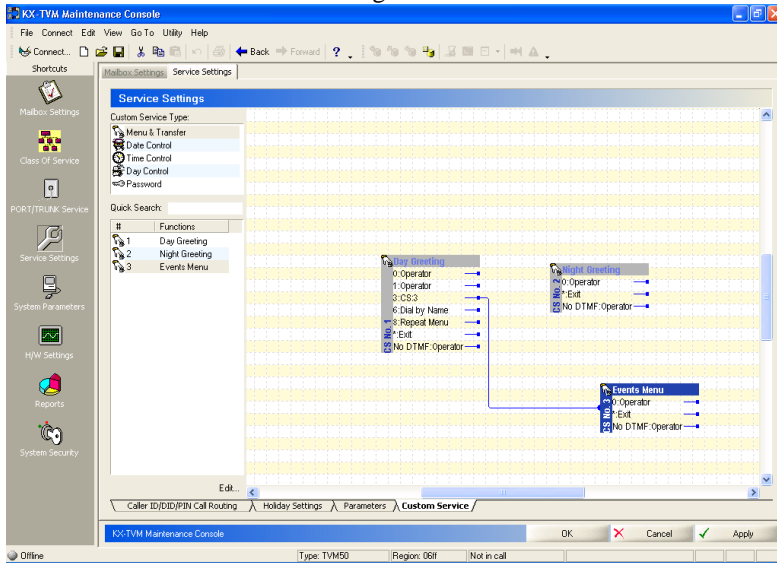 KX-TVM Maintenance Console
File Connect Edit View Go To Utility Help
Connect... Back Forward ?
Shortcuts
Mailbox Settings
Class Of Service
PORT/TRUNK Service
Service Settings
System Parameters
H/W Settings
Reports
System Security
Mailbox Settings Service Settings
Service Settings
Custom Service Type:
Menu & Transfer
Date Control
Time Control
Day Control
Password
Quick Search:
# Functions
1 Day Greeting
2 Night Greeting
3 Events Menu
Edit...
Day Greeting
CS No. 1
0:Operator
1:Operator
3:CS:3
6:Dial by Name
8:Repeat Menu
*:Exit
No DTMF:Operator
Night Greeting
CS No. 2
0:Operator
*:Exit
No DTMF:Operator
Events Menu
CS No. 3
0:Operator
*:Exit
No DTMF:Operator
Caller ID/DID/PIN Call Routing Holiday Settings Parameters Custom Service
KX-TVM Maintenance Console OK Cancel Apply
Offline Type: TVM50 Region: 06lf Not in call